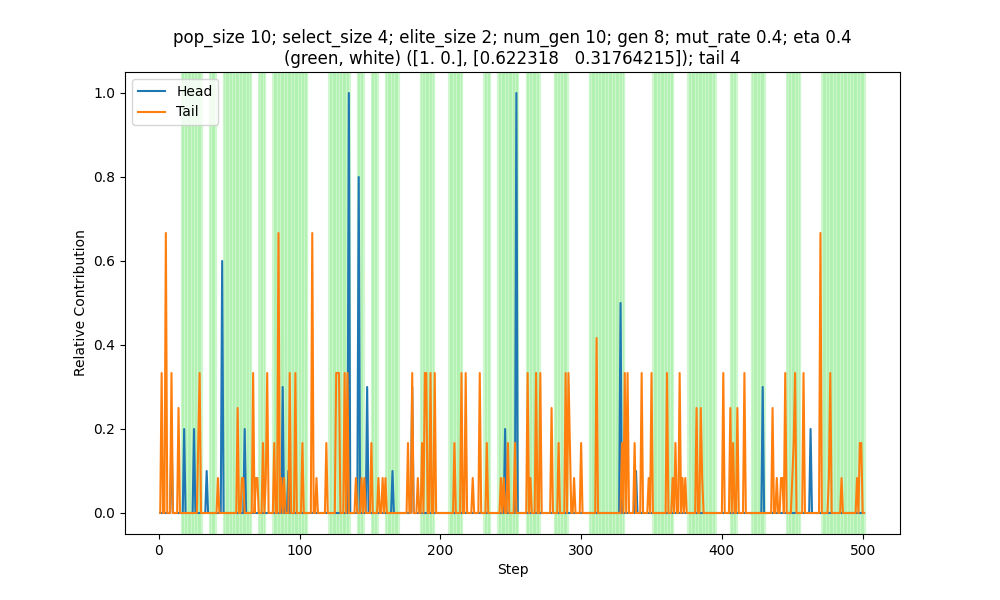 pop_size 10; select_size 4; elite_size 2; num_gen 10; gen 8; mut_rate 0.4; eta 0.4
(green, white) ([1. 0.], [0.622318   0.31764215]); tail 4
Head
Tail
1.0
0.8
0.6
0.4
0.2
0.0
Relative Contribution
0
100
200
300
400
500
Step